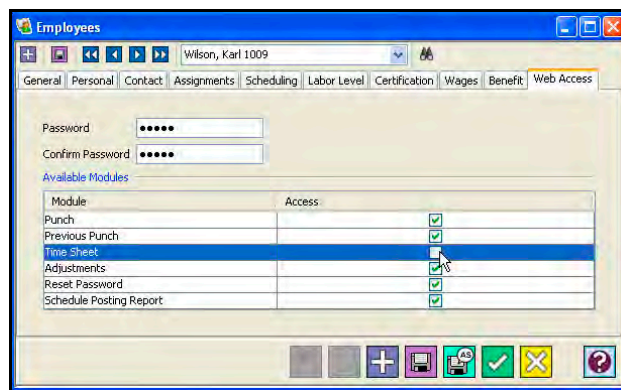 Employees
Wilson, Karl 1009
General Personal Contact Assignments Scheduling Labor Level Certification Wages Benefit Web Access
Password •••••
Confirm Password •••••
Available Modules
Module Access
Punch
Previous Punch
Time Sheet
Adjustments
Reset Password
Schedule Posting Report
AS
?